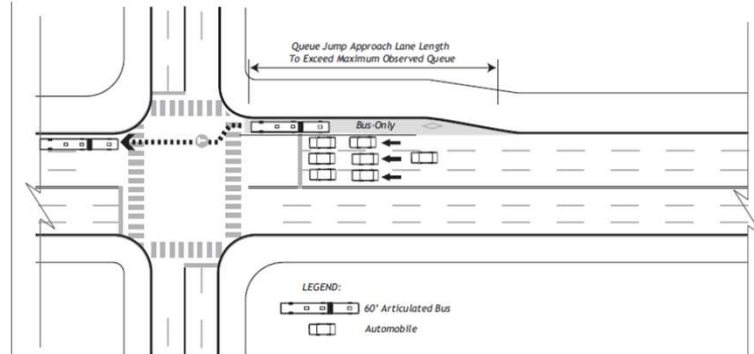 Queue Jump Approach Lane Length
To Exceed Maximum Observed Queue
Bus-Only
LEGEND:
60' Articulated Bus
Automobile